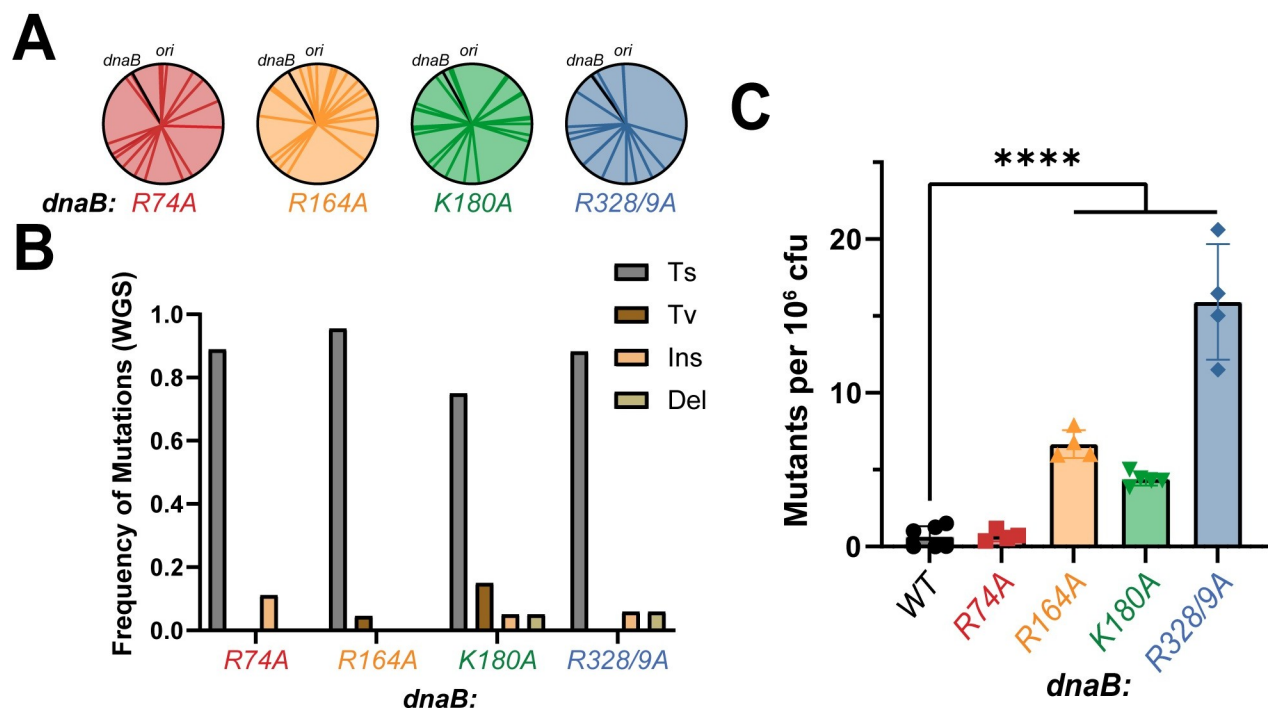 A
dnaB ori
dnaB ori
dnaB ori
dnaB ori
dnaB: R74A R164A K180A R328/9A
B
Frequency of Mutations (WGS)
1.0
0.8
0.6
0.4
0.2
0.0
Ts
Tv
Ins
Del
R74A R164A K180A R328/9A
dnaB:
C
****
Mutants per 10⁶ cfu
20
10
0
WT
R74A
R164A
K180A
R328/9A
dnaB: